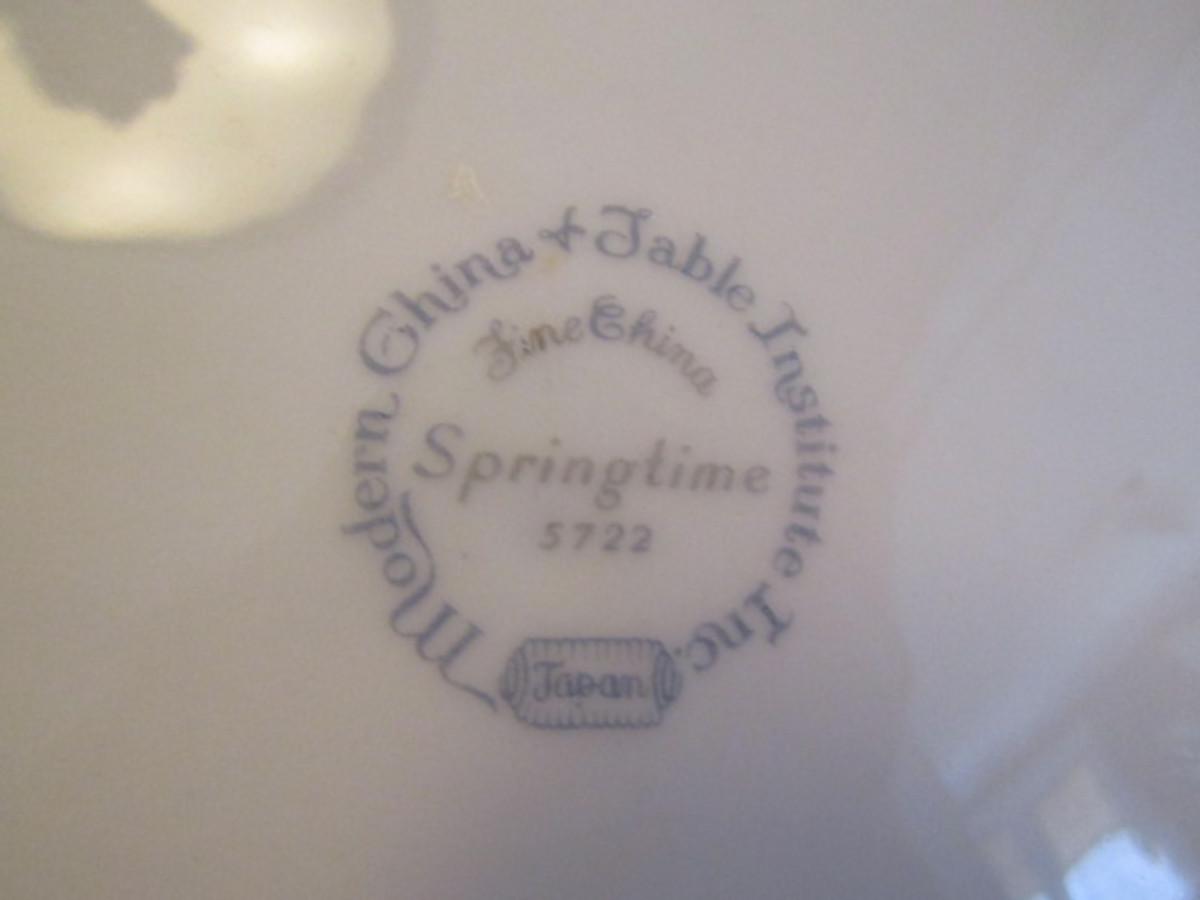 Modern China & Table Institute Inc.
Fine China
Springtime
5722
Japan